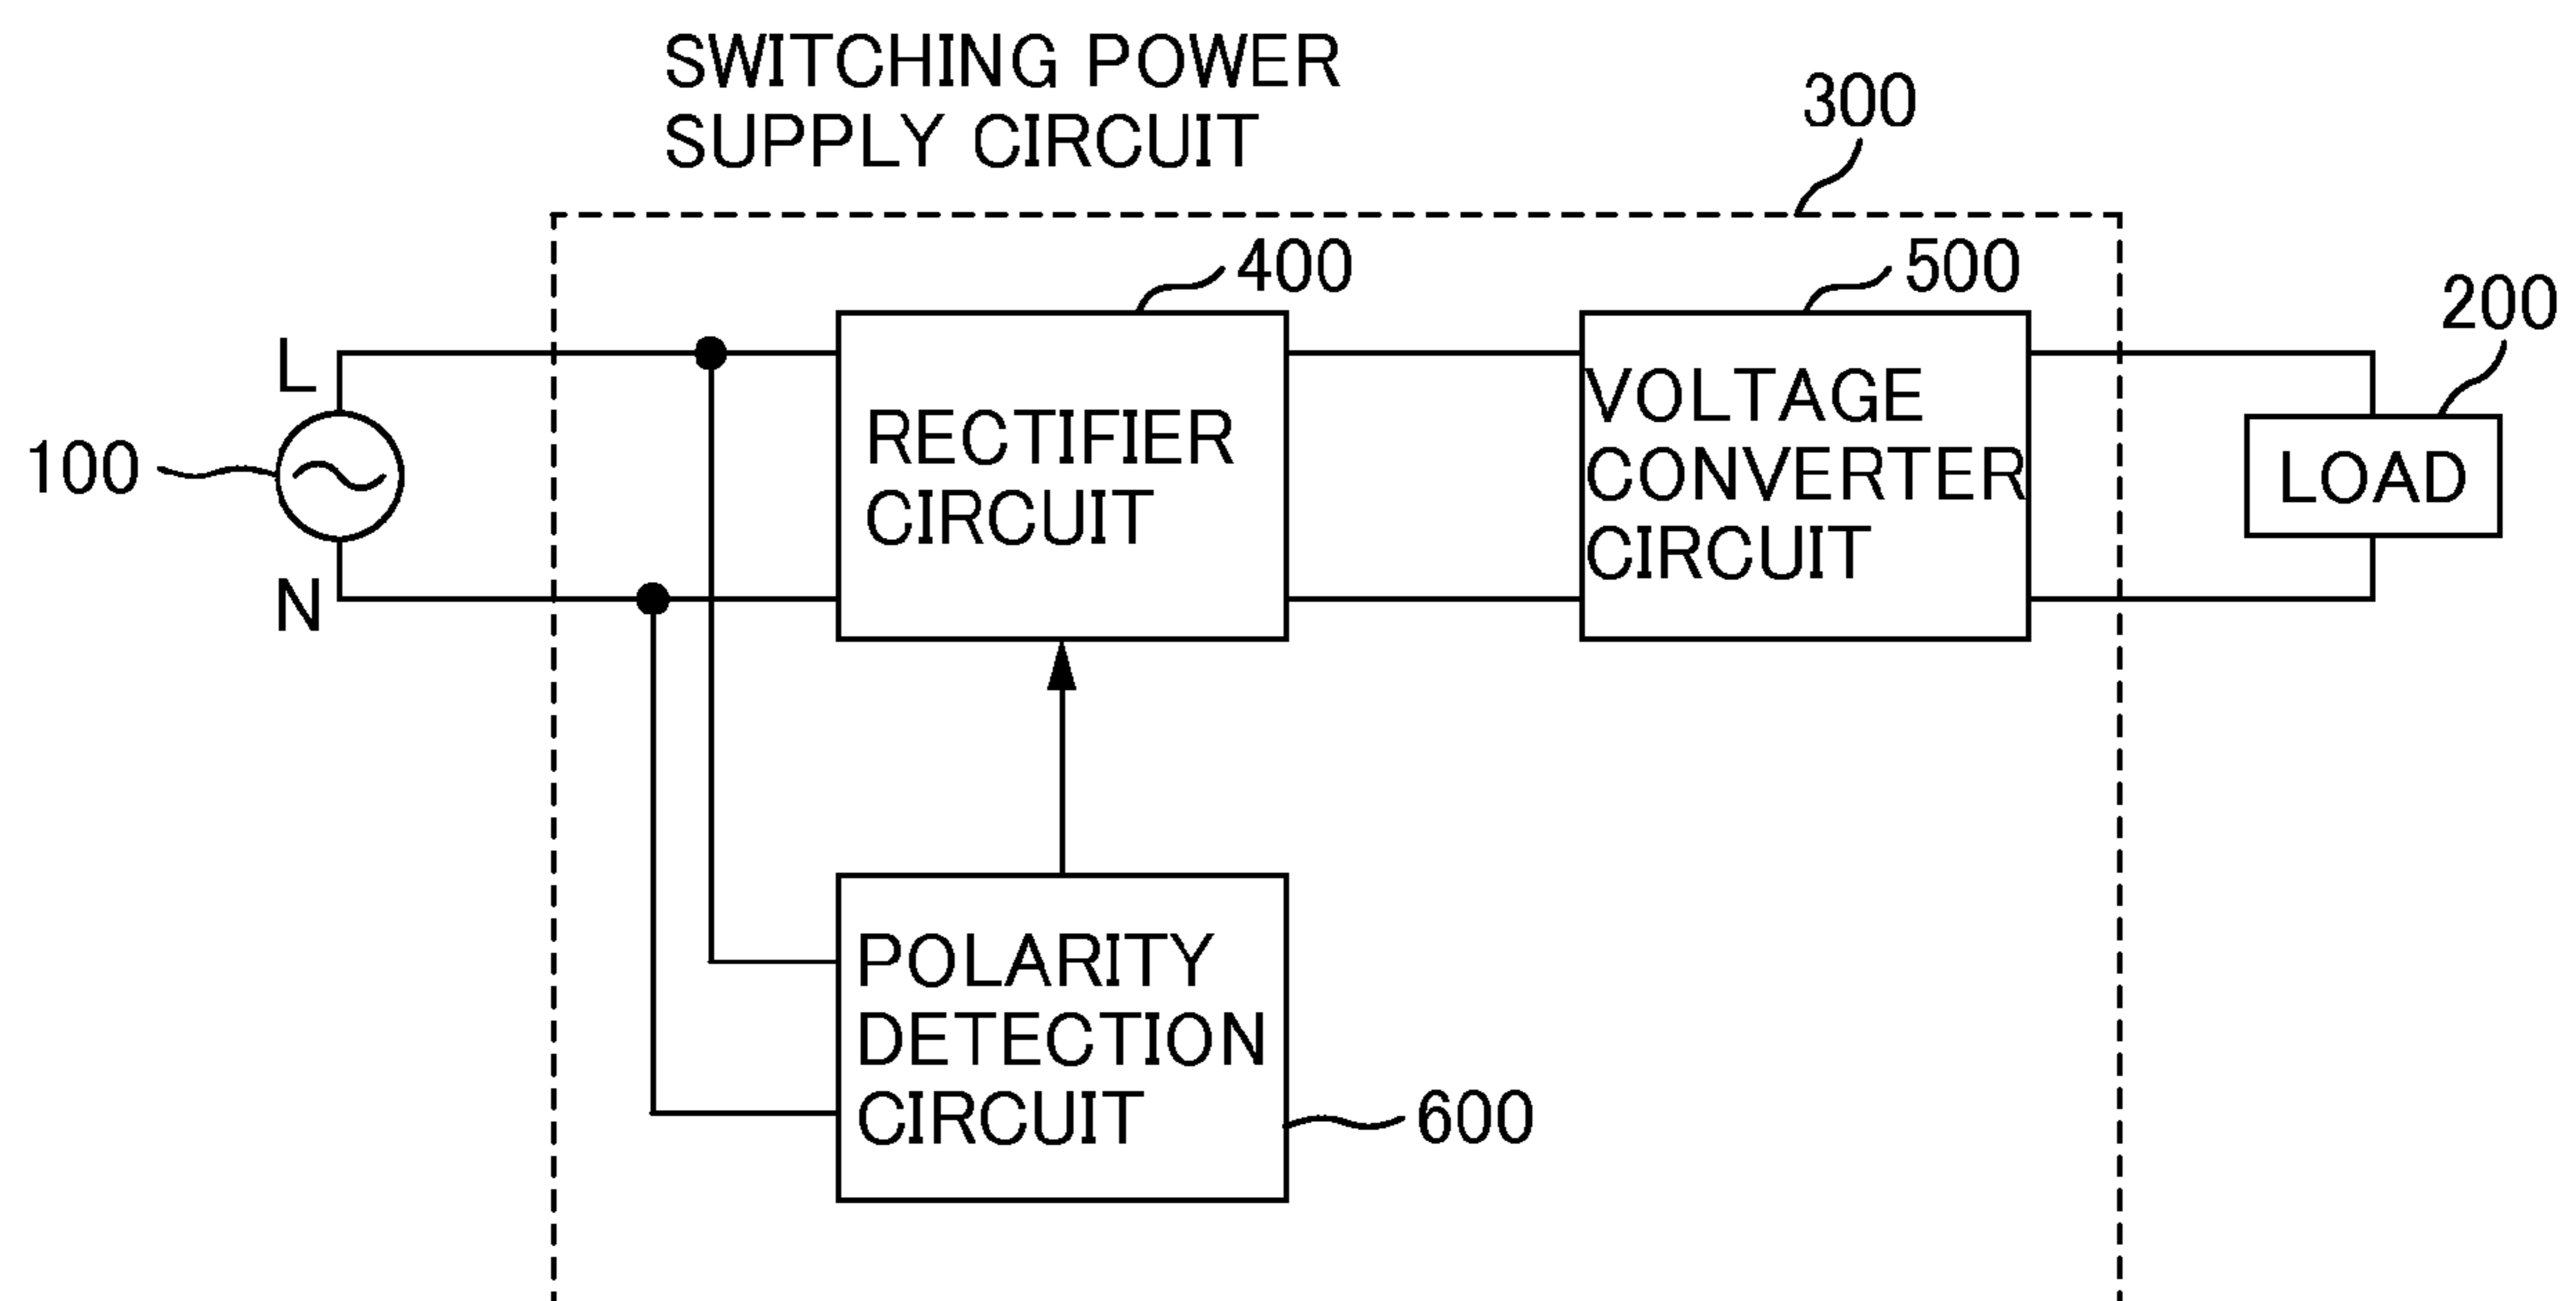 SWITCHING POWER
SUPPLY CIRCUIT
300
400
500
200
L
100
N
RECTIFIER
CIRCUIT
VOLTAGE
CONVERTER
CIRCUIT
LOAD
POLARITY
DETECTION
CIRCUIT
600